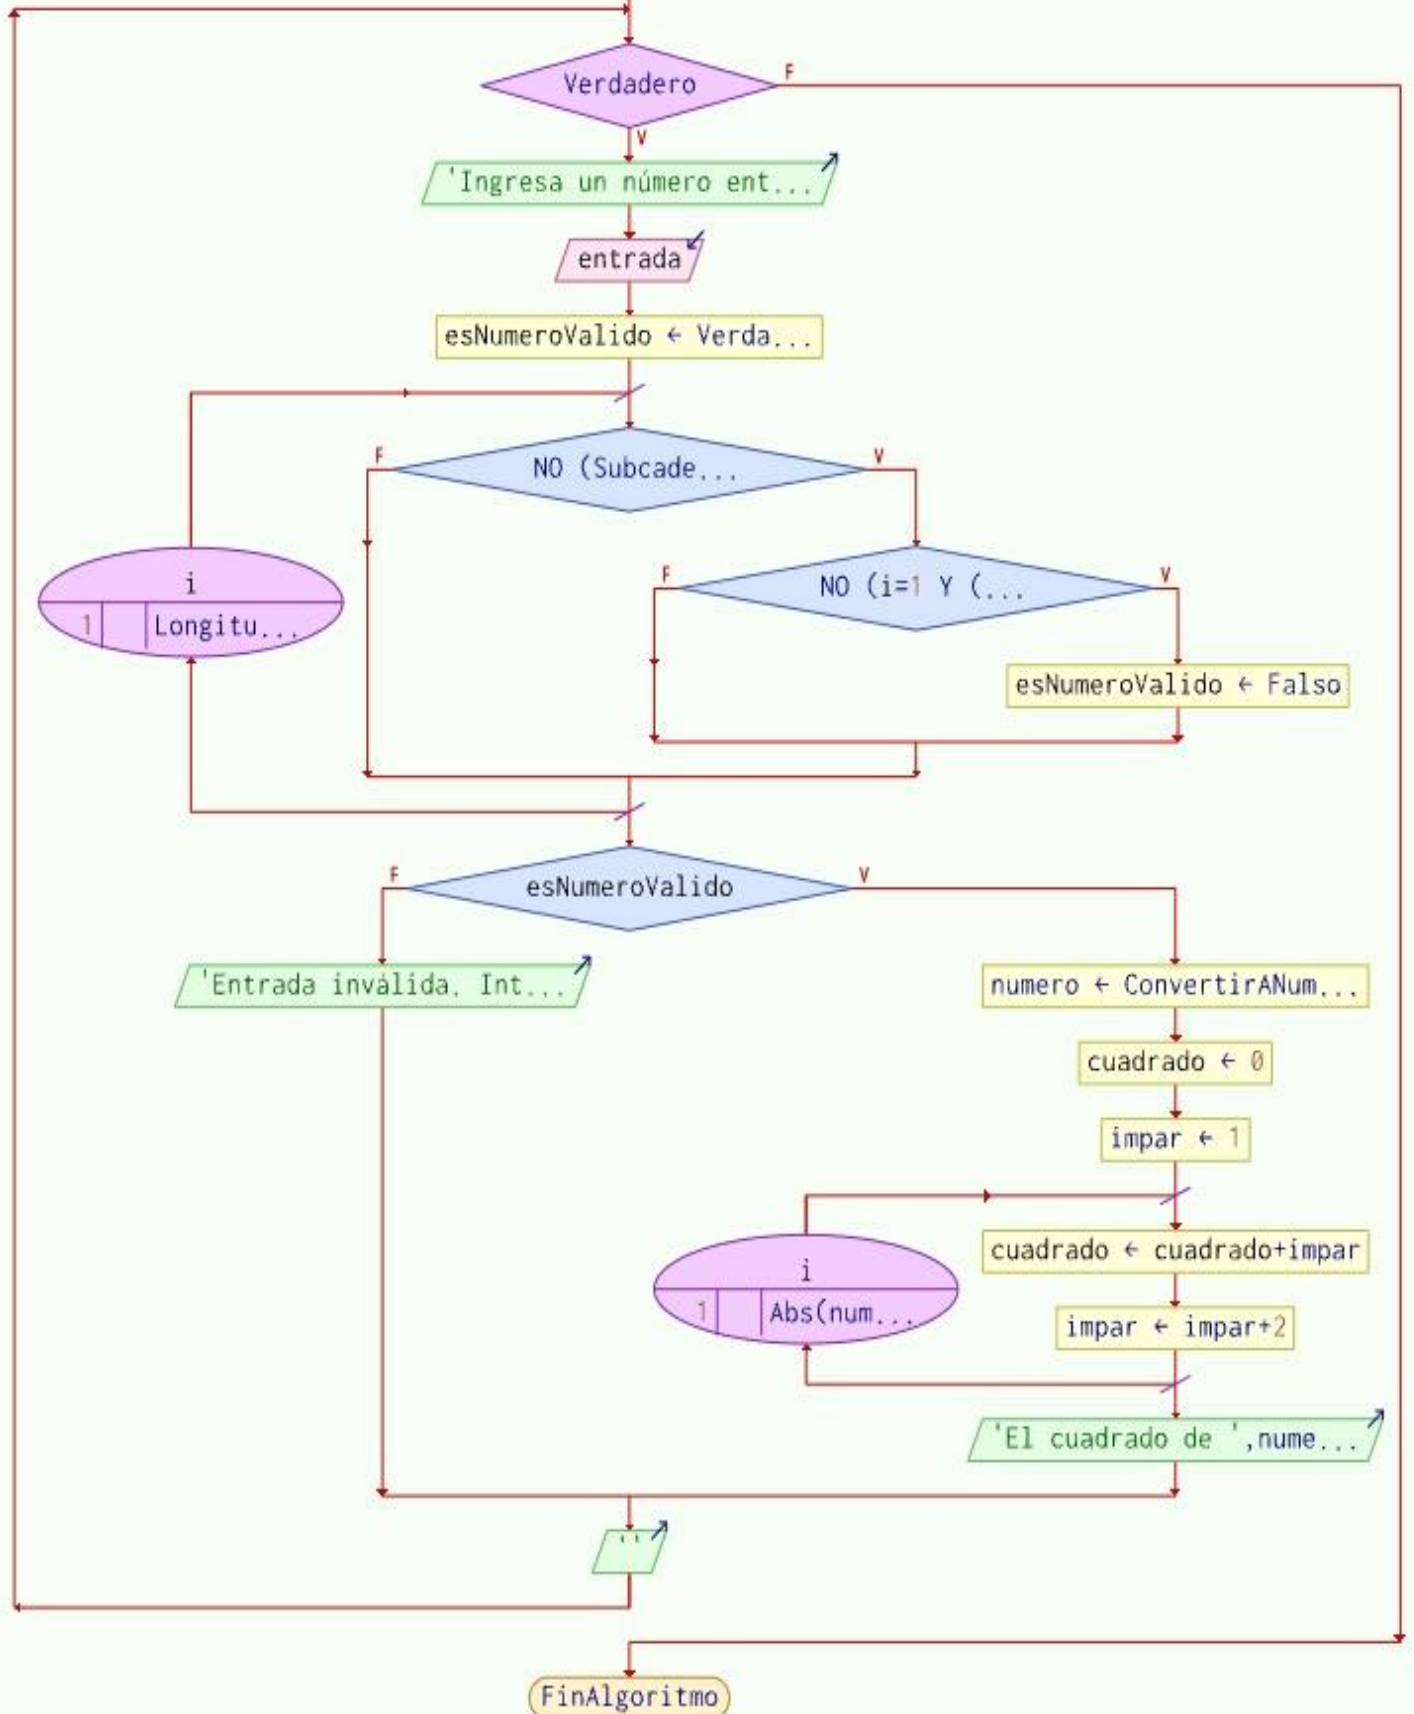 Verdadero
F
V
'Ingresa un número ent...
entrada
esNumeroValido ← Verda...
NO (Subcade...
F
V
NO (i=1 Y (...
F
V
i
1 Longitu...
esNumeroValido ← Falso
esNumeroValido
F
V
'Entrada inválida. Int...
numero ← ConvertirANum...
cuadrado ← 0
impar ← 1
cuadrado ← cuadrado+impar
i
1 Abs(num...
impar ← impar+2
'El cuadrado de ',nume...
''
FinAlgoritmo